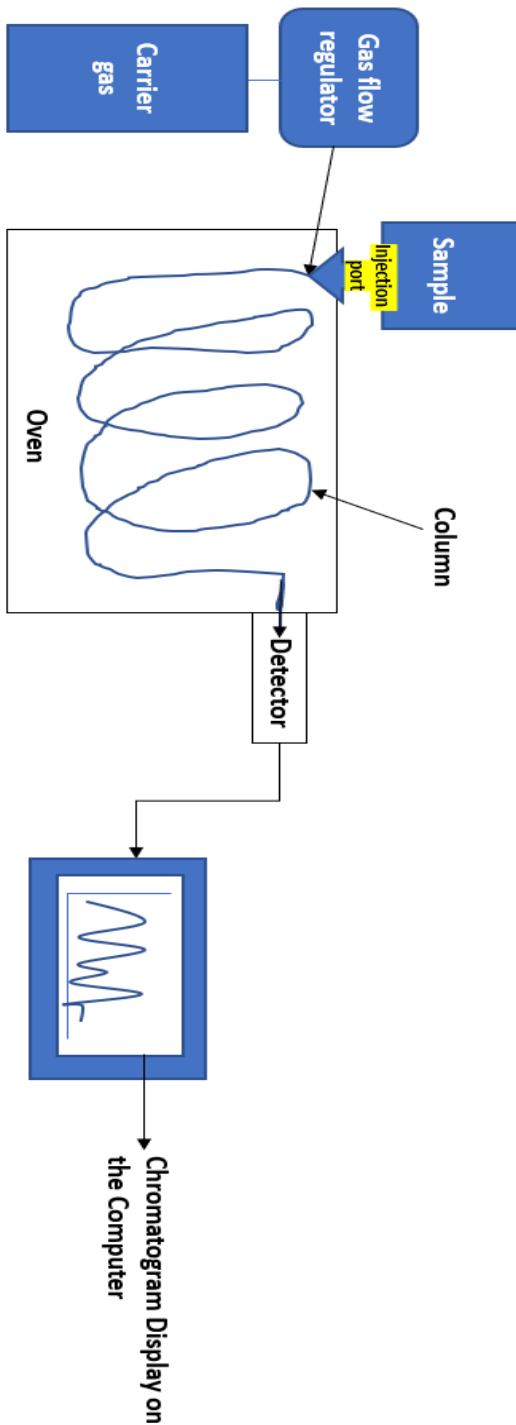 Sample
Injection
port
Gas flow
regulator
Carrier
gas
Column
Oven
Detector
Chromatogram Display on
the Computer